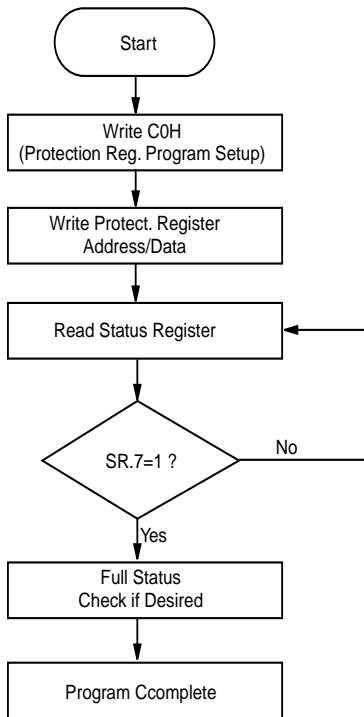 Start
Write C0H
(Protection Reg. Program Setup)
Write Protect. Register
Address/Data
Read Status Register
SR.7=1 ?
No
Yes
Full Status
Check if Desired
Program Ccomplete